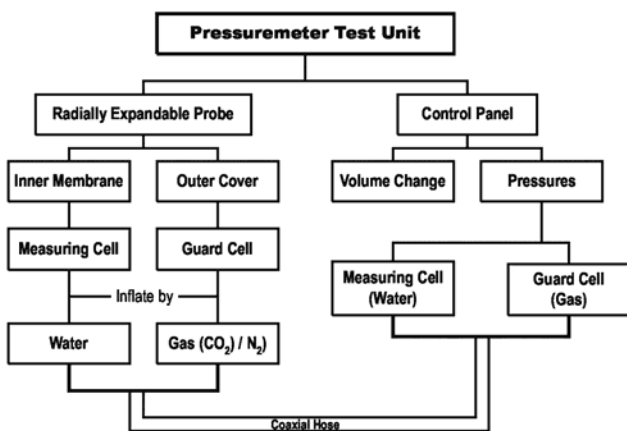 Pressuremeter Test Unit
Radially Expandable Probe
Control Panel
Inner Membrane
Outer Cover
Volume Change
Pressures
Measuring Cell
Guard Cell
Measuring Cell
(Water)
Guard Cell
(Gas)
Inflate by
Water
Gas (CO₂) / N₂)
Coaxial Hose